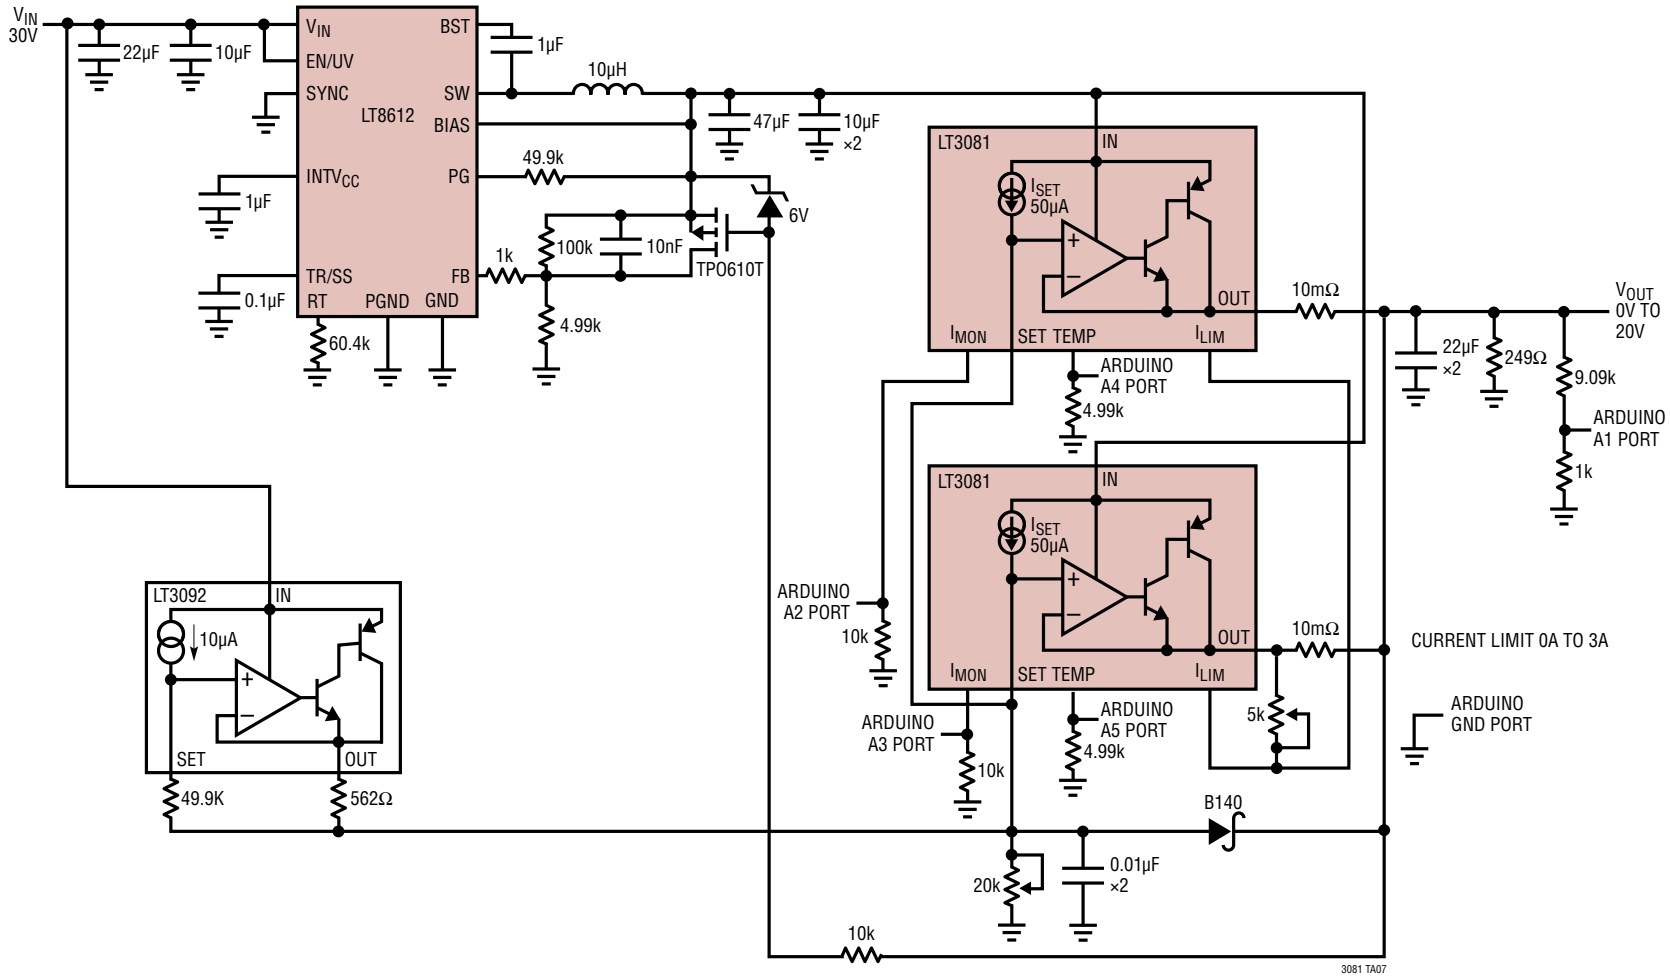 VIN
30V
22µF
10µF
VIN
EN/UV
SYNC
LT8612
INTVCC
TR/SS
RT
PGND
GND
BST
SW
BIAS
PG
FB
1µF
10µH
1µF
0.1µF
60.4k
49.9k
1k
100k
10nF
4.99k
TPO610T
6V
47µF
10µF
×2
LT3081
IN
ISET
50µA
+
–
OUT
IMON
SET TEMP
ILIM
10mΩ
VOUT
0V TO
20V
22µF
×2
249Ω
9.09k
ARDUINO
A1 PORT
1k
ARDUINO
A4 PORT
4.99k
LT3081
IN
ISET
50µA
+
–
OUT
IMON
SET TEMP
ILIM
10mΩ
CURRENT LIMIT 0A TO 3A
ARDUINO
A2 PORT
10k
ARDUINO
A3 PORT
10k
ARDUINO
A5 PORT
4.99k
5k
ARDUINO
GND PORT
LT3092
IN
10µA
+
–
SET
OUT
49.9K
562Ω
B140
20k
0.01µF
×2
10k
3081 TA07